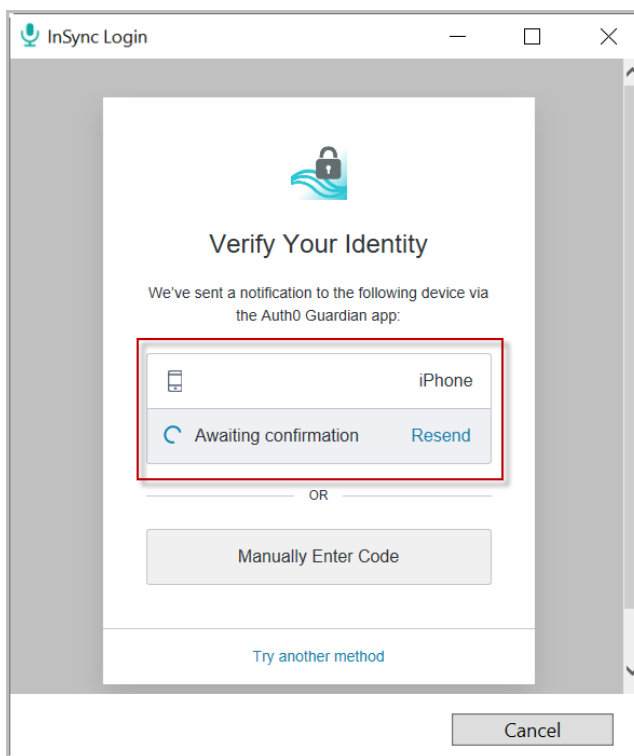 InSync Login
Verify Your Identity
We've sent a notification to the following device via
the Auth0 Guardian app:
iPhone
Awaiting confirmation Resend
OR
Manually Enter Code
Try another method
Cancel